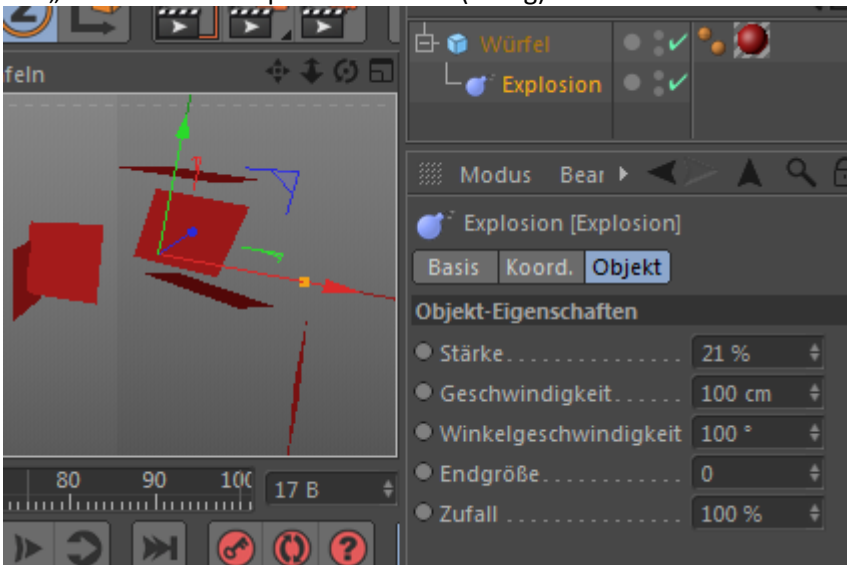 Würfel
feln
Explosion
Modus Bear
Explosion [Explosion]
Basis Koord. Objekt
Objekt-Eigenschaften
Stärke 21 %
Geschwindigkeit 100 cm
Winkelgeschwindigkeit 100 °
Endgröße 0
Zufall 100 %
80 90 100 17 B